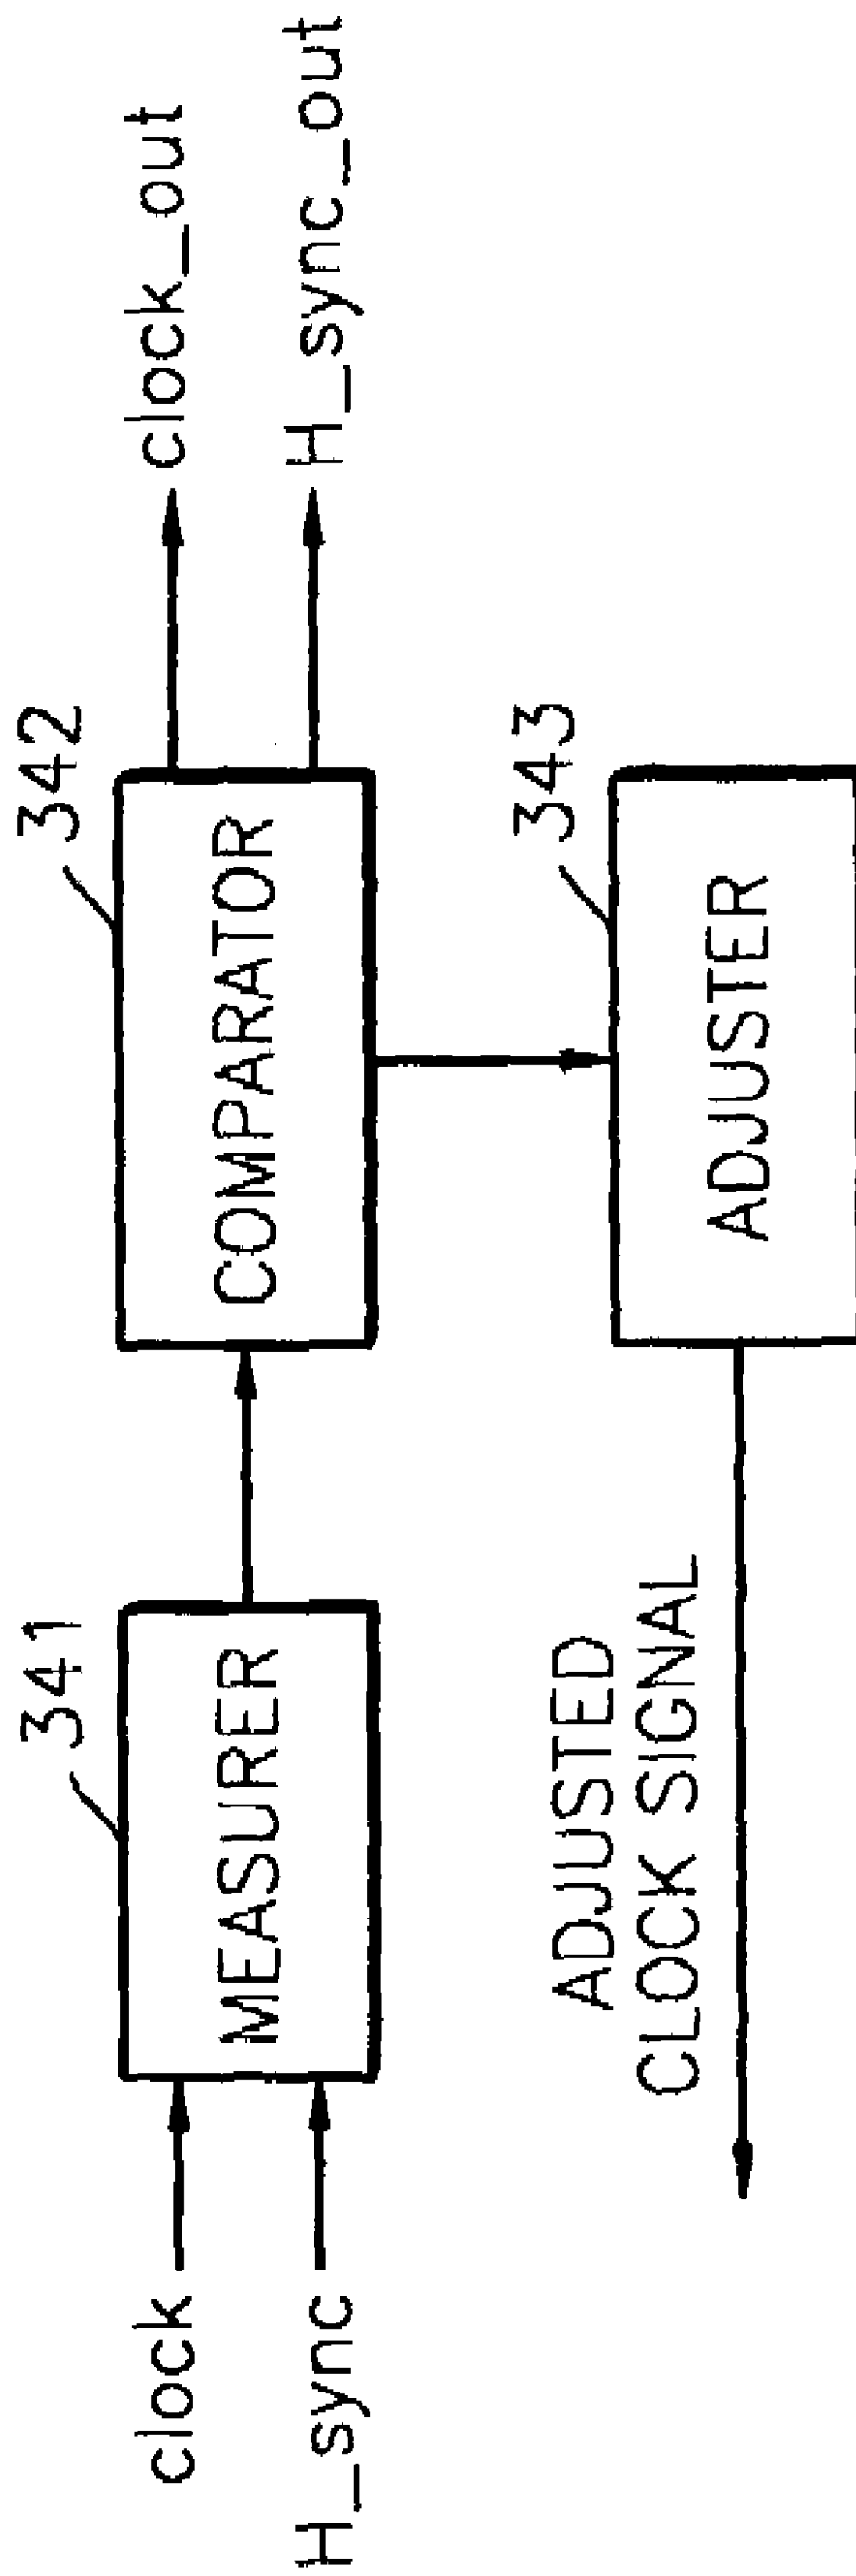 341
342
clock
MEASURER
COMPARATOR
clock_out
H_sync
H_sync_out
343
ADJUSTED
CLOCK SIGNAL
ADJUSTER